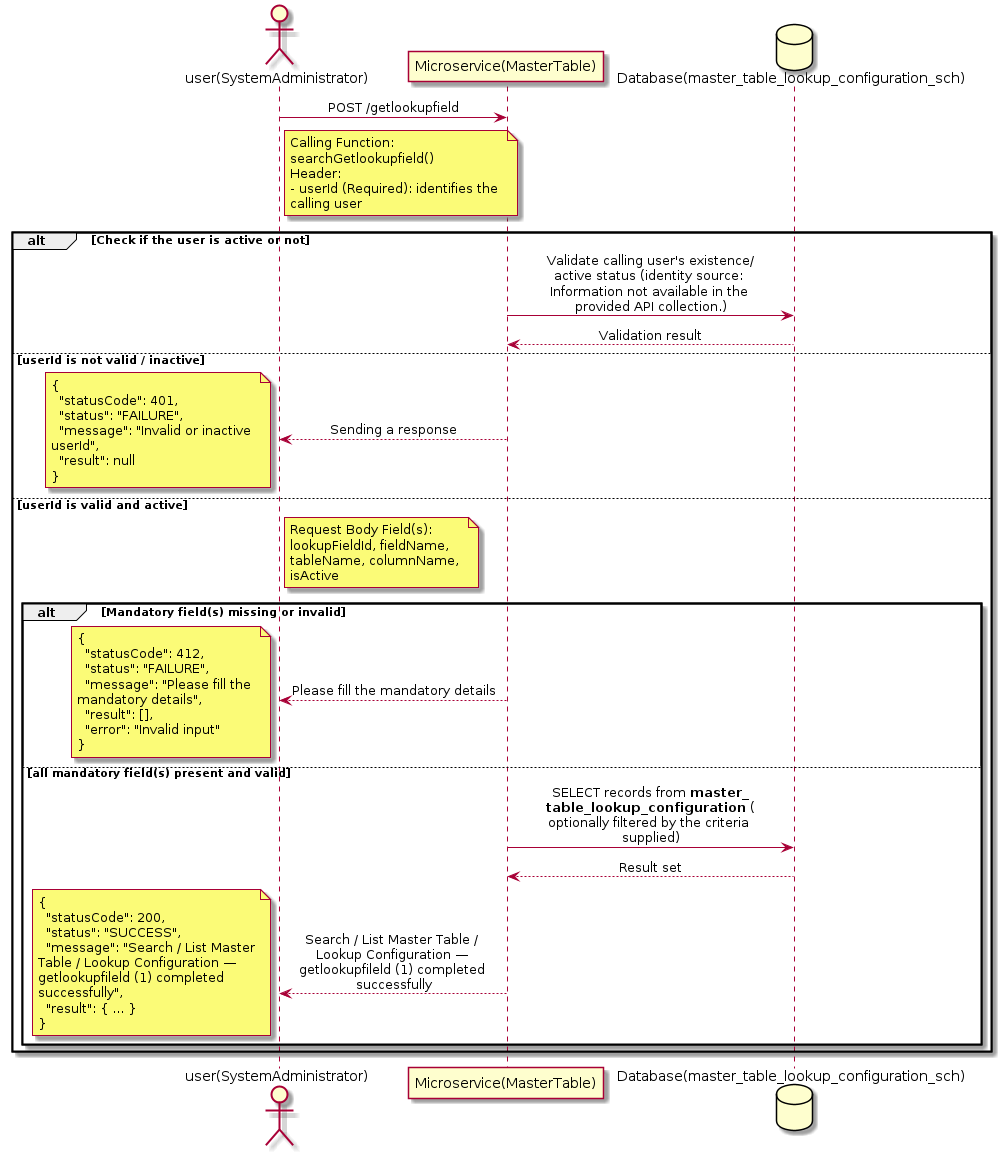 user(SystemAdministrator)
Microservice(MasterTable)
Database(master_table_lookup_configuration_sch)
POST /getlookupfield
Calling Function:
searchGetlookupfield()
Header:
- userId (Required): identifies the
calling user
alt
[Check if the user is active or not]
Validate calling user's existence/
active status (identity source:
Information not available in the
provided API collection.)
Validation result
[userId is not valid / inactive]
{
"statusCode": 401,
"status": "FAILURE",
"message": "Invalid or inactive
userId",
"result": null
}
Sending a response
[userId is valid and active]
Request Body Field(s):
lookupFieldId, fieldName,
tableName, columnName,
isActive
alt
[Mandatory field(s) missing or invalid]
{
"statusCode": 412,
"status": "FAILURE",
"message": "Please fill the
mandatory details",
"result": [],
"error": "Invalid input"
}
Please fill the mandatory details
[all mandatory field(s) present and valid]
SELECT records from master_
table_lookup_configuration (
optionally filtered by the criteria
supplied)
Result set
{
"statusCode": 200,
"status": "SUCCESS",
"message": "Search / List Master
Table / Lookup Configuration —
getlookupfileld (1) completed
successfully",
"result": { ... }
}
Search / List Master Table /
Lookup Configuration —
getlookupfileld (1) completed
successfully
user(SystemAdministrator)
Microservice(MasterTable)
Database(master_table_lookup_configuration_sch)